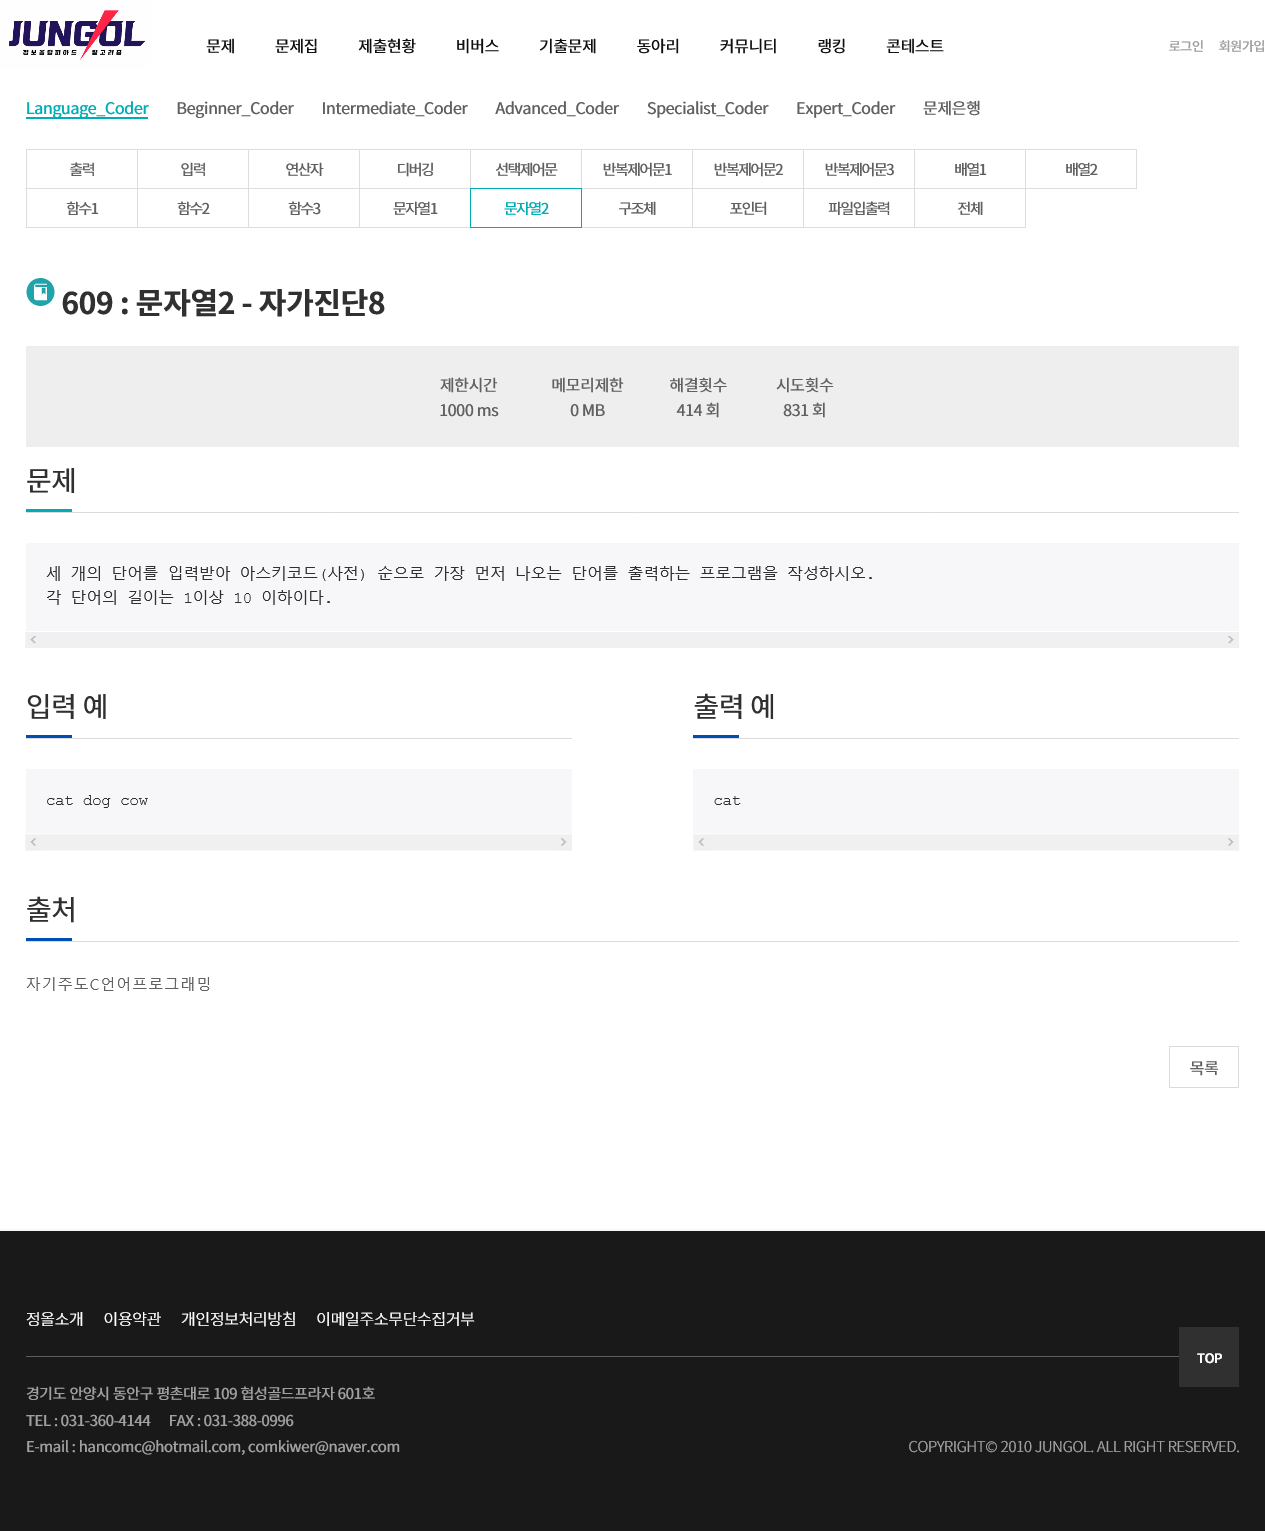 JUNGOL
정보올림피아드 알고리즘
문제 문제집 제출현황 비버스 기출문제 동아리 커뮤니티 랭킹 콘테스트 로그인 회원가입
Language_Coder Beginner_Coder Intermediate_Coder Advanced_Coder Specialist_Coder Expert_Coder 문제은행
출력 입력 연산자 디버깅 선택제어문 반복제어문1 반복제어문2 반복제어문3 배열1 배열2
함수1 함수2 함수3 문자열1 문자열2 구조체 포인터 파일입출력 전체
609 : 문자열2 - 자가진단8
제한시간 메모리제한 해결횟수 시도횟수
1000 ms 0 MB 414 회 831 회
문제
세 개의 단어를 입력받아 아스키코드(사전) 순으로 가장 먼저 나오는 단어를 출력하는 프로그램을 작성하시오.
각 단어의 길이는 1이상 10 이하이다.
입력 예 출력 예
cat dog cow cat
출처
자기주도C언어프로그래밍
목록
정올소개 이용약관 개인정보처리방침 이메일주소무단수집거부
TOP
경기도 안양시 동안구 평촌대로 109 협성골드프라자 601호
TEL : 031-360-4144 FAX : 031-388-0996
E-mail : hancomc@hotmail.com, comkiwer@naver.com COPYRIGHT© 2010 JUNGOL. ALL RIGHT RESERVED.